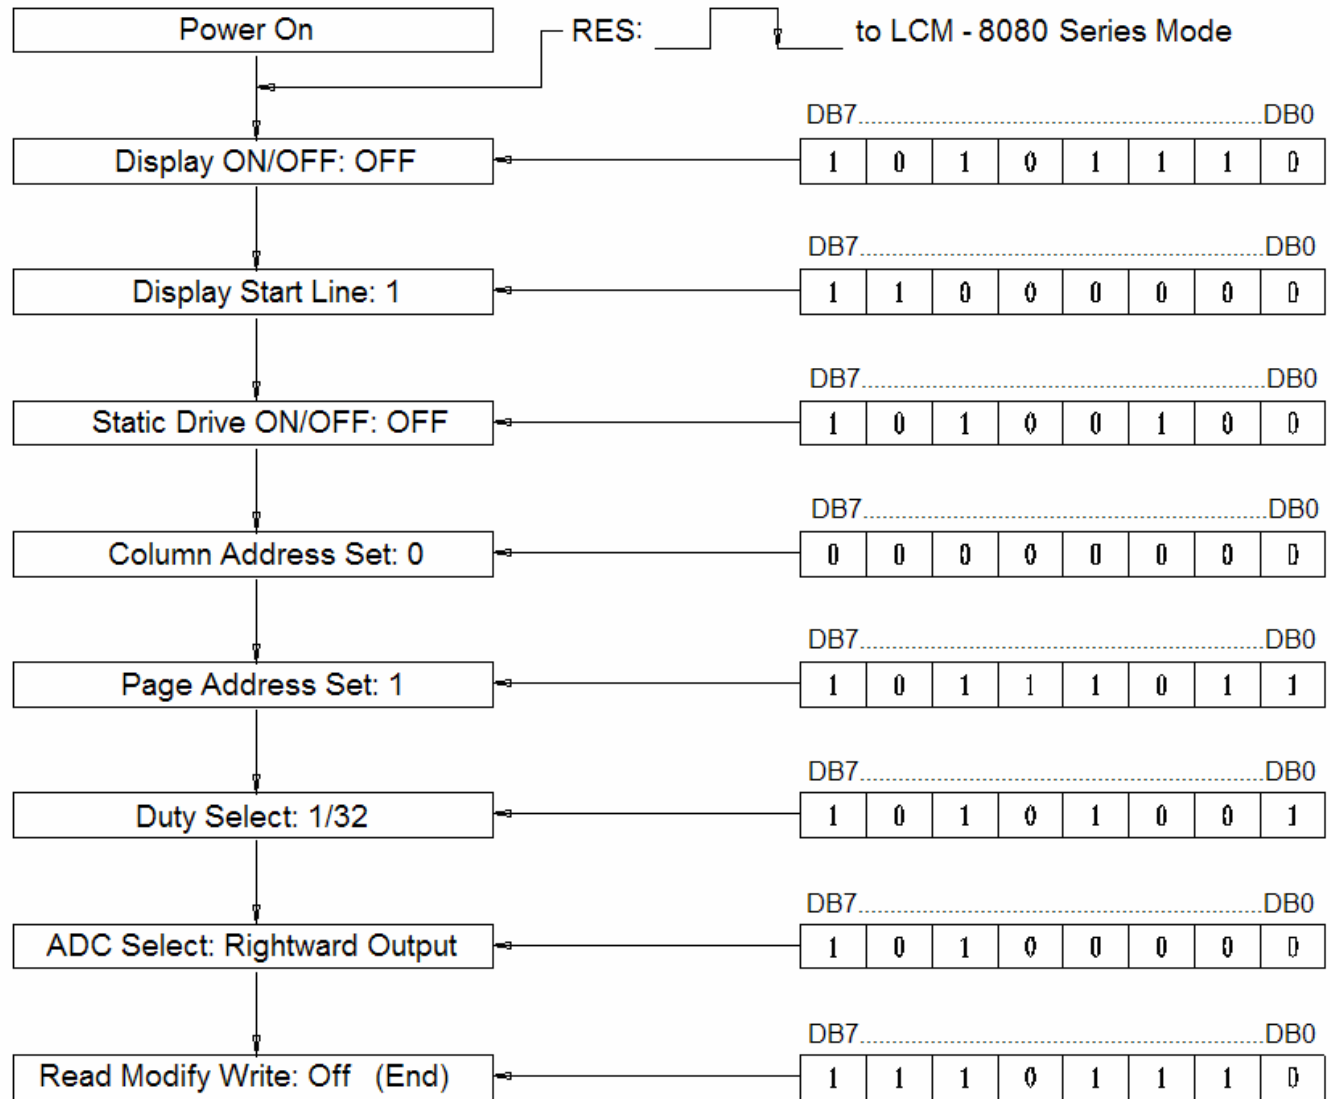 Power On
RES: to LCM - 8080 Series Mode
DB7 DB0
Display ON/OFF: OFF
1 0 1 0 1 1 1 0
DB7 DB0
Display Start Line: 1
1 1 0 0 0 0 0 0
DB7 DB0
Static Drive ON/OFF: OFF
1 0 1 0 0 1 0 0
DB7 DB0
Column Address Set: 0
0 0 0 0 0 0 0 0
DB7 DB0
Page Address Set: 1
1 0 1 1 1 0 1 1
DB7 DB0
Duty Select: 1/32
1 0 1 0 1 0 0 1
DB7 DB0
ADC Select: Rightward Output
1 0 1 0 0 0 0 0
DB7 DB0
Read Modify Write: Off (End)
1 1 1 0 1 1 1 0